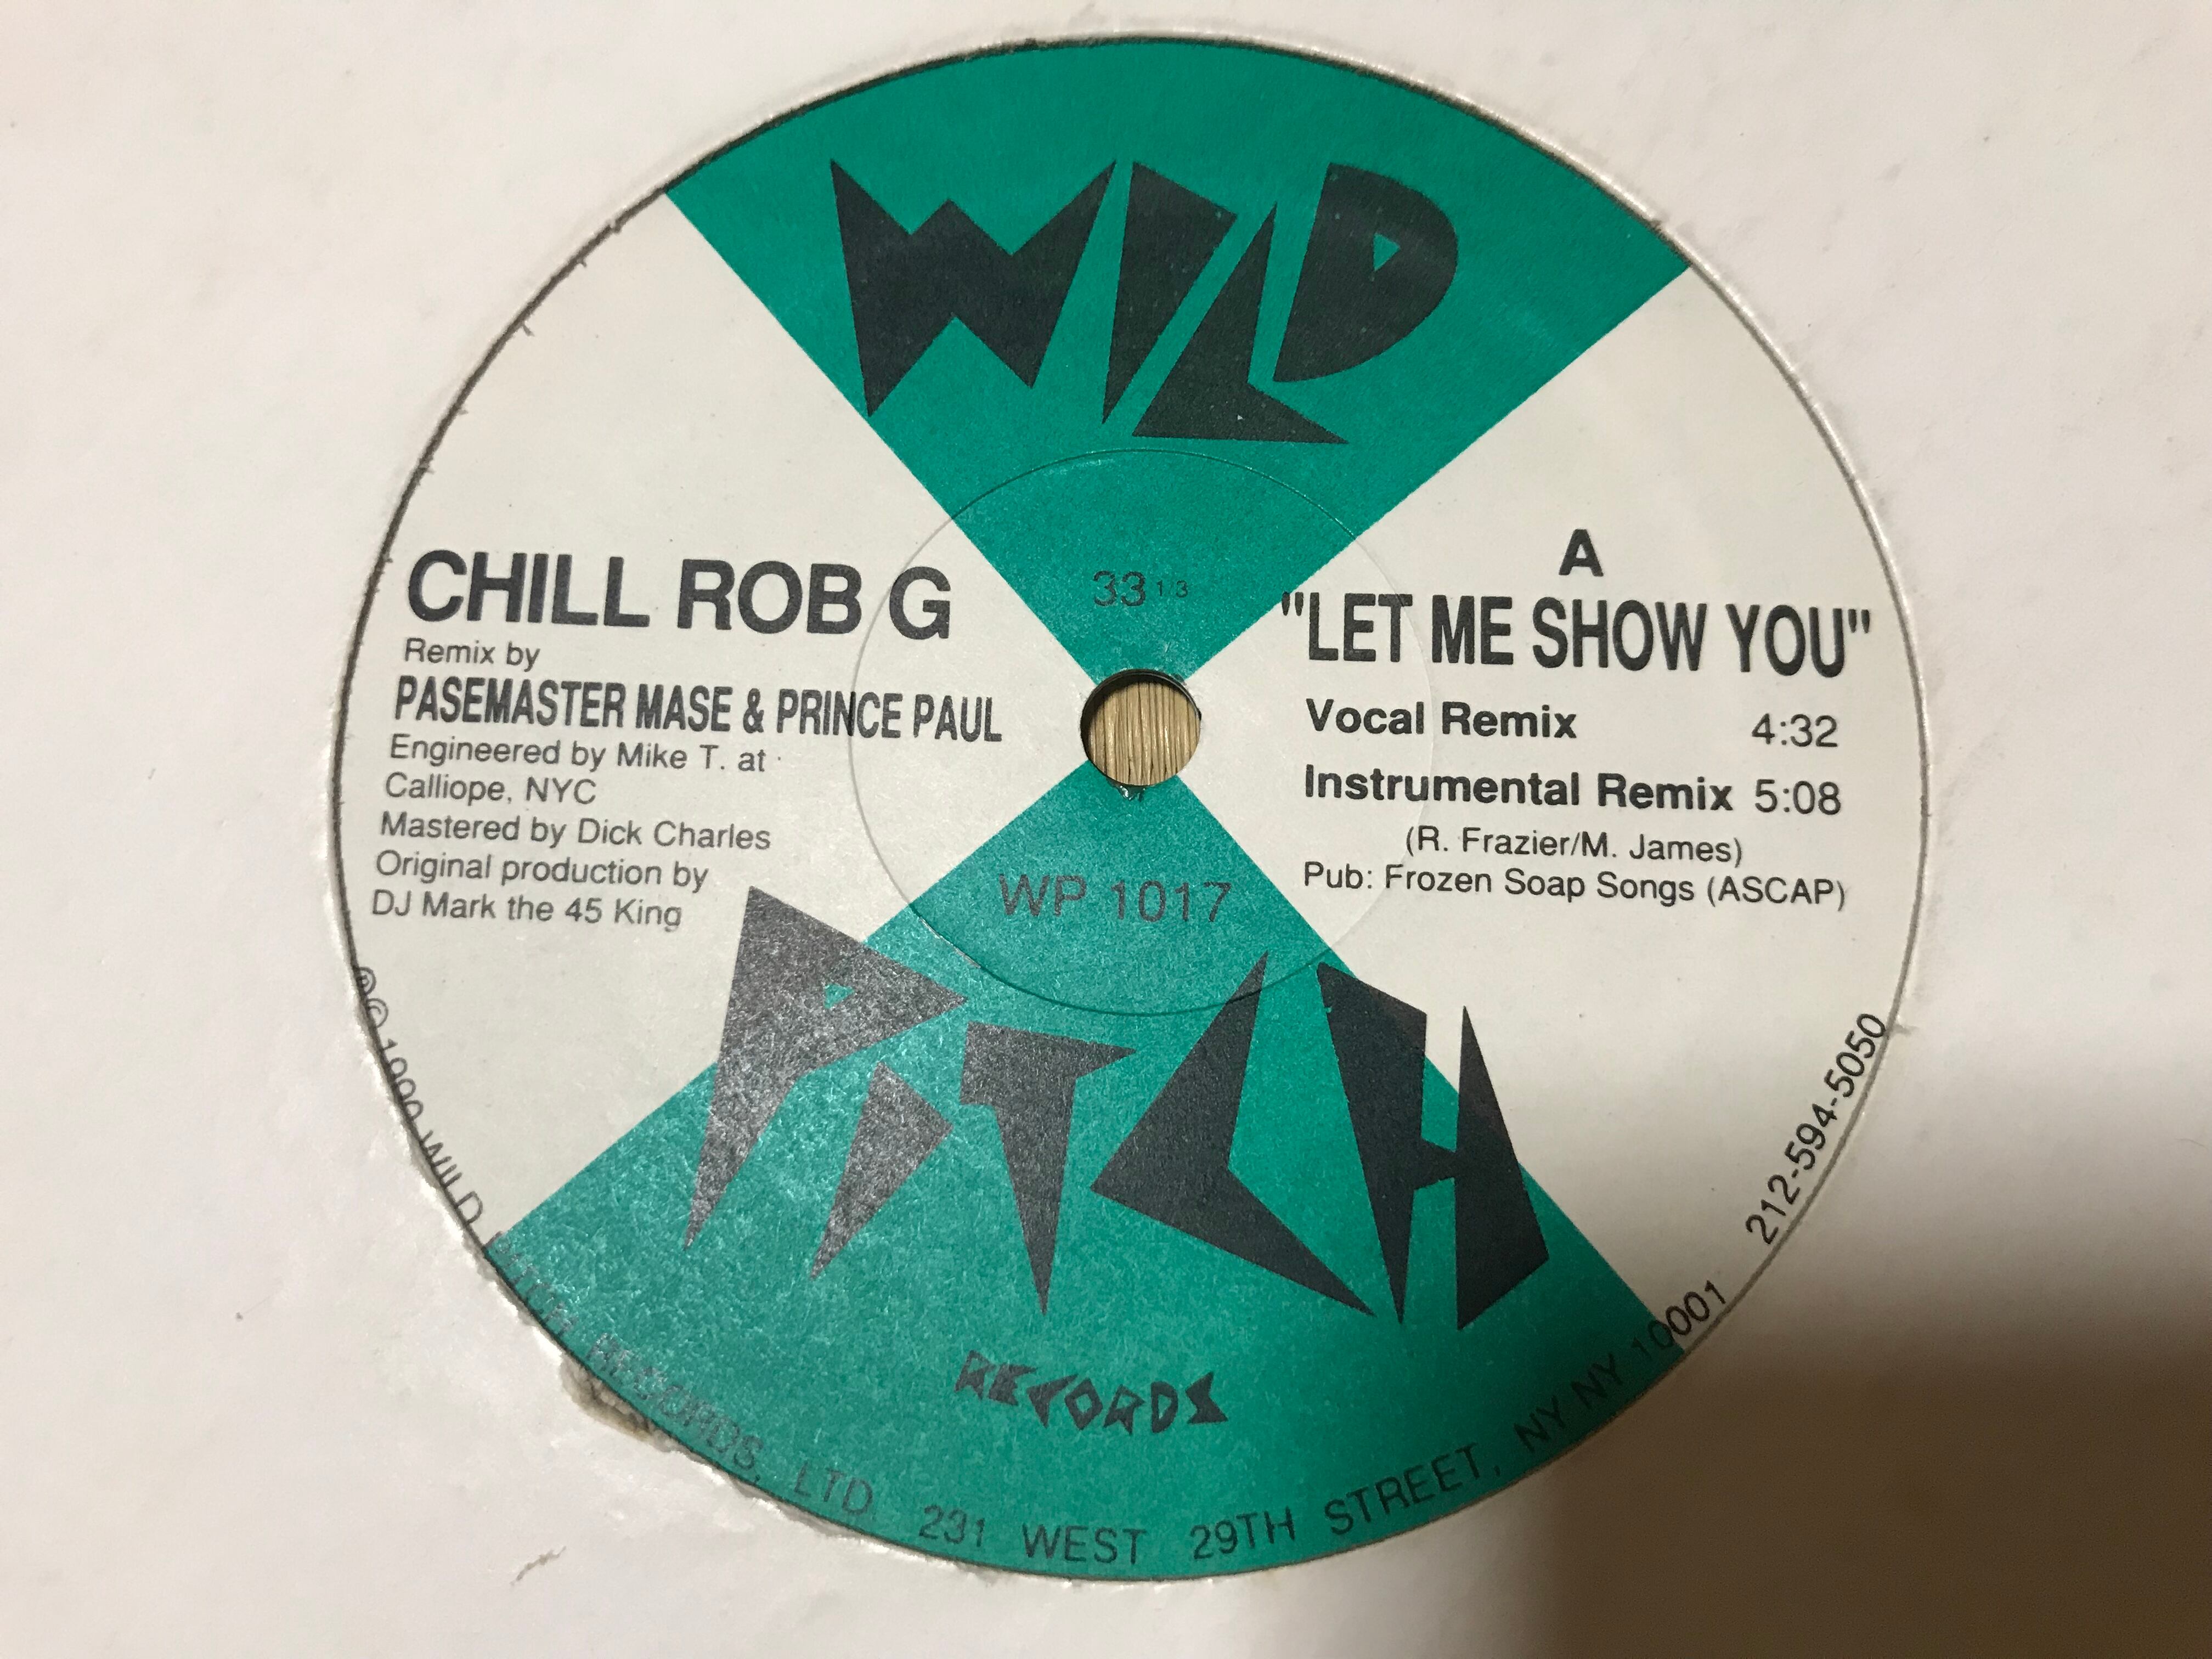 WILD
33 1/3
CHILL ROB G
Remix by
PASEMASTER MASE & PRINCE PAUL
Engineered by Mike T. at
Calliope, NYC
Mastered by Dick Charles
Original production by
DJ Mark the 45 King
A
"LET ME SHOW YOU"
Vocal Remix 4:32
Instrumental Remix 5:08
(R. Frazier/M. James)
Pub: Frozen Soap Songs (ASCAP)
WP 1017
PITCH
RECORDS
℗© 1990 WILD PITCH RECORDS, LTD. 231 WEST 29TH STREET, NY NY 10001 212-594-5050